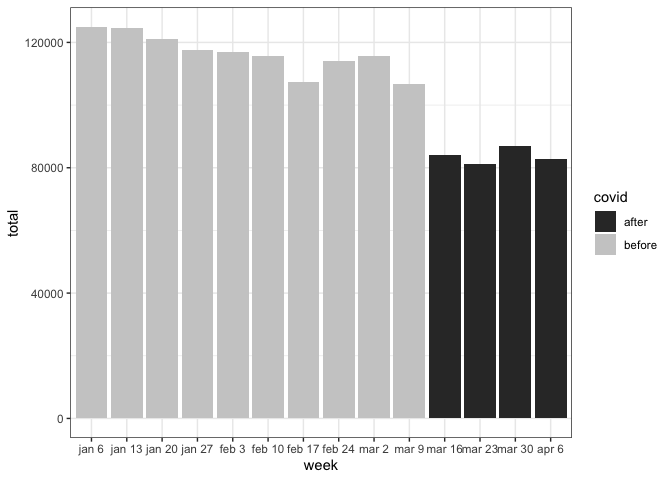 120000
80000
40000
0
total
jan 6 jan 13 jan 20 jan 27 feb 3 feb 10 feb 17 feb 24 mar 2 mar 9 mar 16 mar 23 mar 30 apr 6
week
covid
after
before